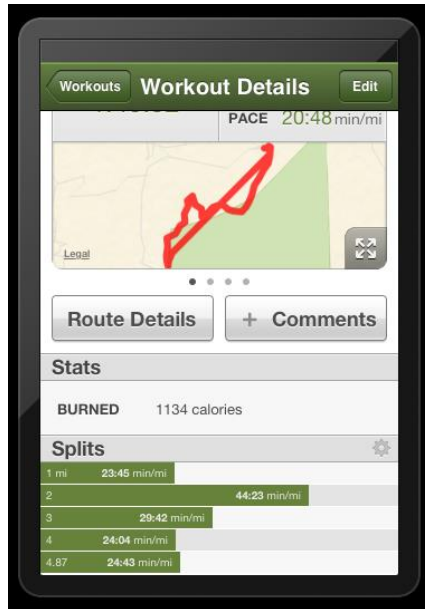 Workouts
Workout Details
Edit
PACE 20:48 min/mi
Legal
Route Details
+ Comments
Stats
BURNED 1134 calories
Splits
1 mi 23:45 min/mi
2 44:23 min/mi
3 29:42 min/mi
4 24:04 min/mi
4.87 24:43 min/mi